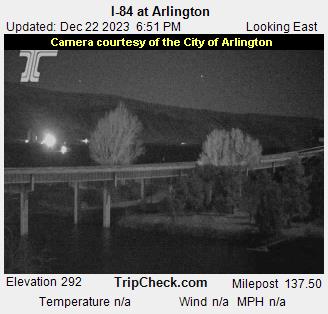 I-84 at Arlington
Updated: Dec 22 2023 6:51 PM Looking East
Camera courtesy of the City of Arlington
Elevation 292 TripCheck.com Milepost 137.50
Temperature n/a Wind n/a MPH n/a